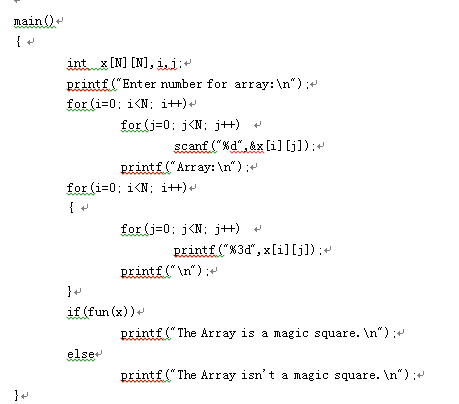 main()
{
int  x[N][N],i,j;
printf("Enter number for array:\n");
for(i=0; i<N; i++)
for(j=0; j<N; j++)
scanf("%d",&x[i][j]);
printf("Array:\n");
for(i=0; i<N; i++)
{
for(j=0; j<N; j++)
printf("%3d",x[i][j]);
printf("\n");
}
if(fun(x))
printf("The Array is a magic square.\n");
else
printf("The Array isn't a magic square.\n");
}